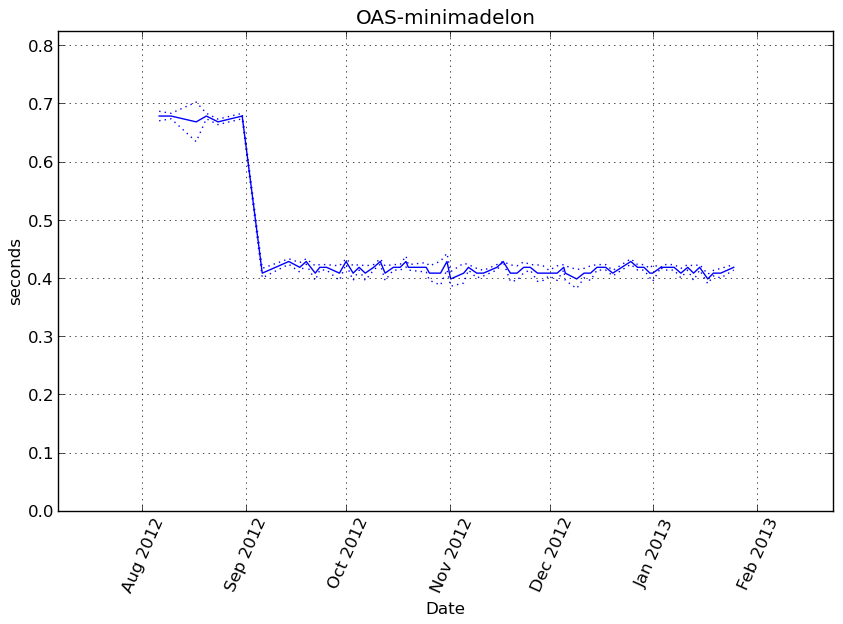 OAS-minimadelon
0.8
0.7
0.6
0.5
0.4
0.3
0.2
0.1
0.0
seconds
Aug 2012
Sep 2012
Oct 2012
Nov 2012
Dec 2012
Jan 2013
Feb 2013
Date